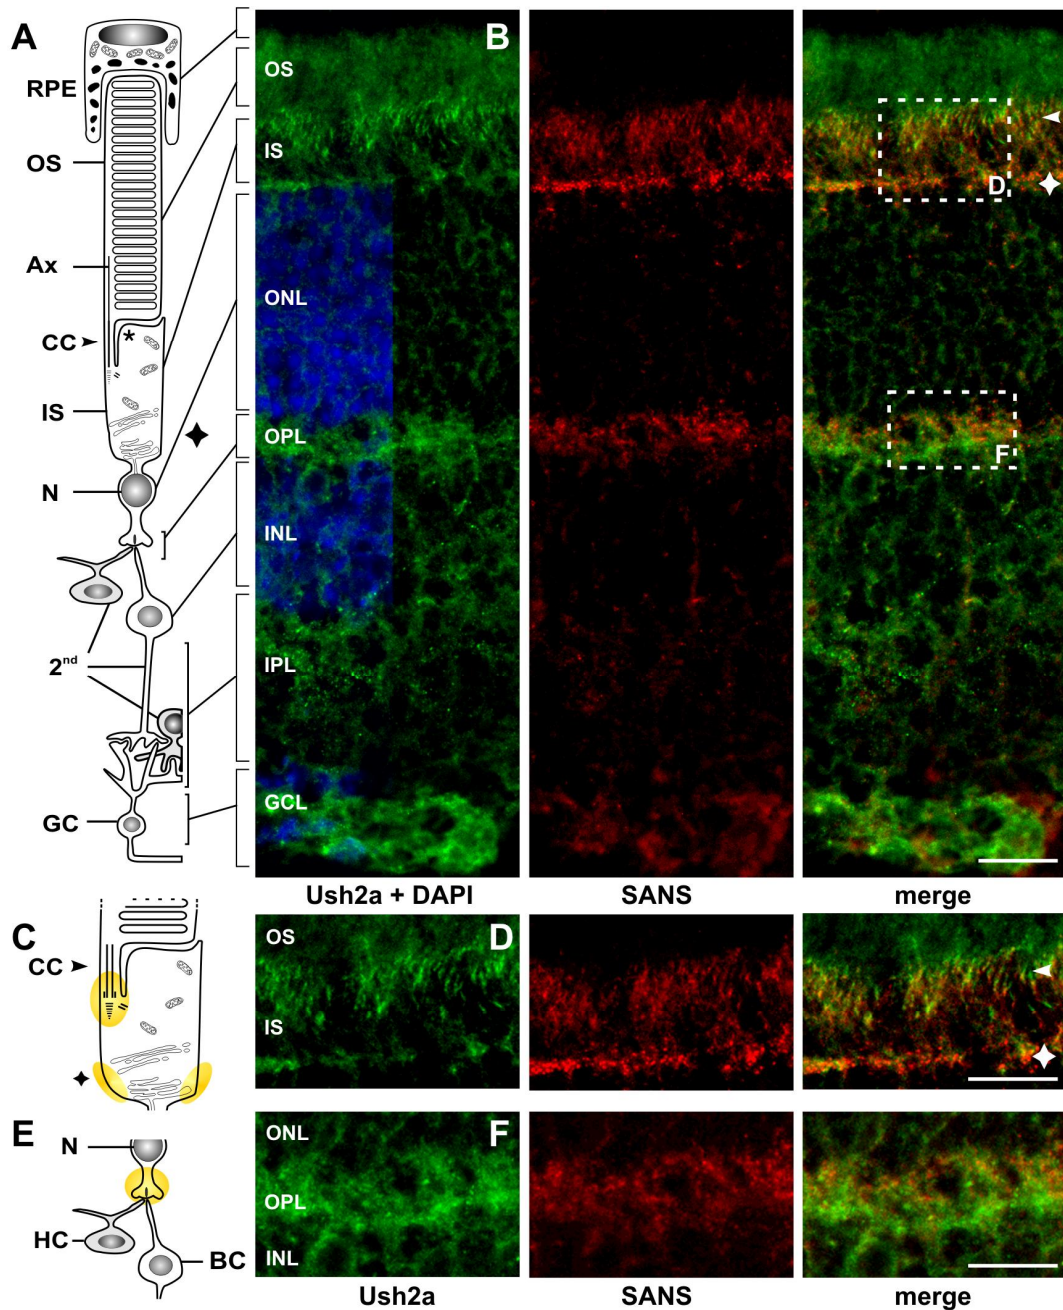 A
RPE
OS
Ax
CC
*
IS
N
2nd
GC
B
OS
IS
ONL
OPL
INL
IPL
GCL
D
F
Ush2a + DAPI
SANS
merge
C
CC
D
OS
IS
E
N
HC
BC
F
ONL
OPL
INL
Ush2a
SANS
merge